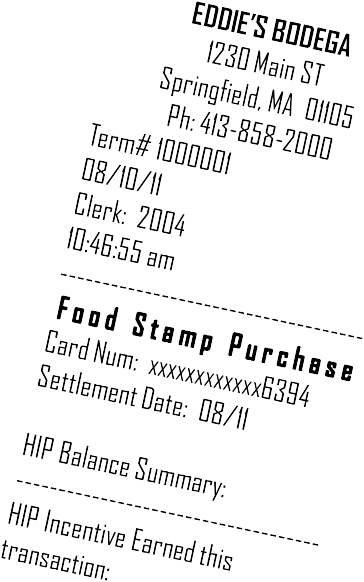 EDDIE'S BODEGA
1230 Main ST
Springfield, MA 01105
Ph: 413-858-2000
Term# 1000001
08/10/11
Clerk: 2004
10:46:55 am
Food Stamp Purchase
Card Num: xxxxxxxxxxxx6394
Settlement Date: 08/11
HIP Balance Summary:
HIP Incentive Earned this
transaction: